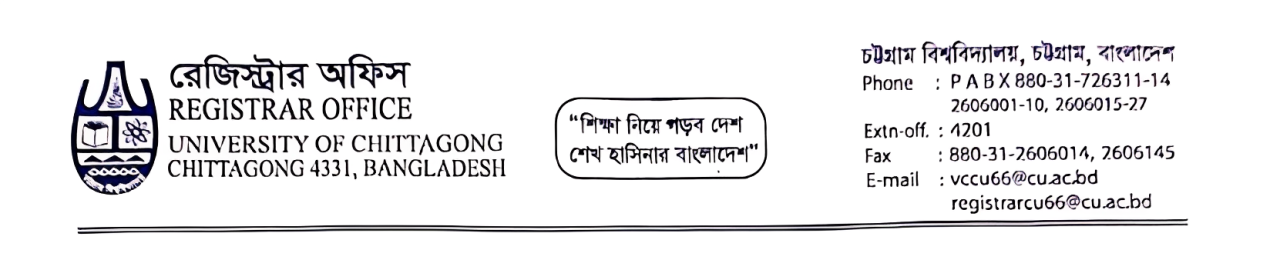 রেজিস্ট্রার অফিস
REGISTRAR OFFICE
UNIVERSITY OF CHITTAGONG
CHITTAGONG 4331, BANGLADESH
“শিক্ষা নিয়ে গড়ব দেশ
শেখ হাসিনার বাংলাদেশ”
চট্টগ্রাম বিশ্ববিদ্যালয়, চট্টগ্রাম, বাংলাদেশ
Phone : P A B X 880-31-726311-14
2606001-10, 2606015-27
Extn-off. : 4201
Fax : 880-31-2606014, 2606145
E-mail : vccu66@cu.ac.bd
registrarcu66@cu.ac.bd